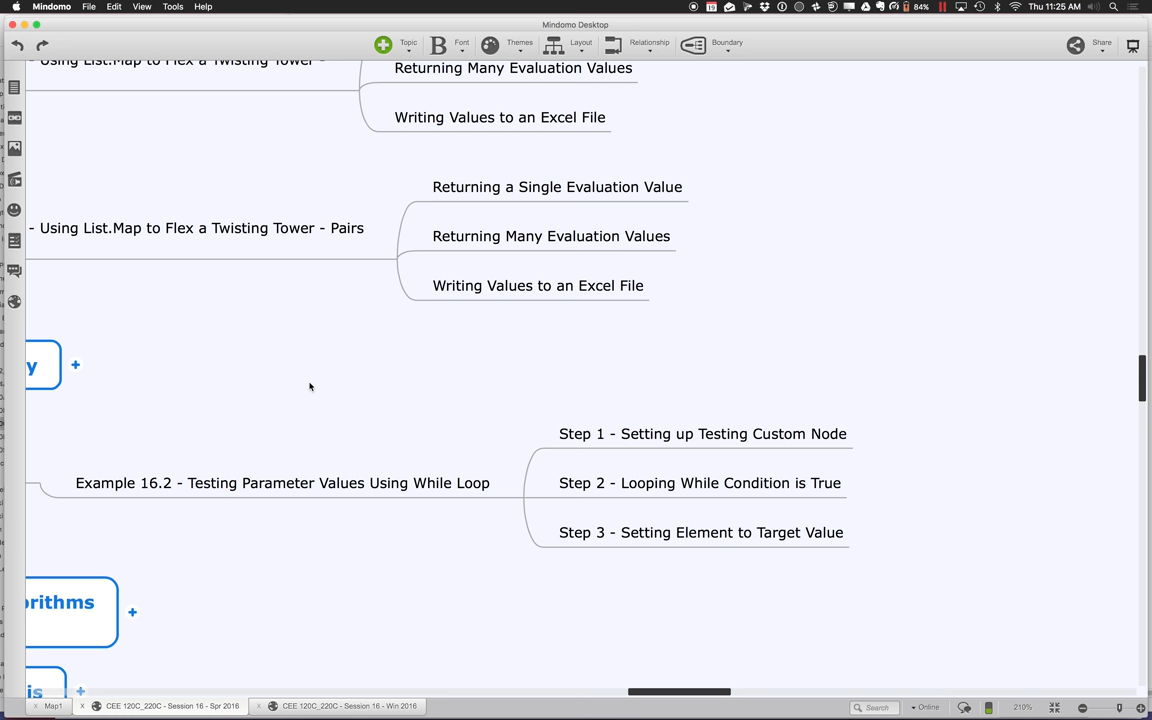 Mindomo File Edit View Tools Help 19 84% Thu 11:25 AM
Mindomo Desktop
Topic Font Themes Layout Relationship Boundary Share
- Using List.Map to Flex a Twisting Tower -
Returning Many Evaluation Values
Writing Values to an Excel File
Returning a Single Evaluation Value
- Using List.Map to Flex a Twisting Tower - Pairs
Returning Many Evaluation Values
Writing Values to an Excel File
y +
Step 1 - Setting up Testing Custom Node
Example 16.2 - Testing Parameter Values Using While Loop
Step 2 - Looping While Condition is True
Step 3 - Setting Element to Target Value
orithms +
is +
x Map1 x CEE 120C_220C - Session 16 - Spr 2016 x CEE 120C_220C - Session 16 - Win 2016 Search Online 210%